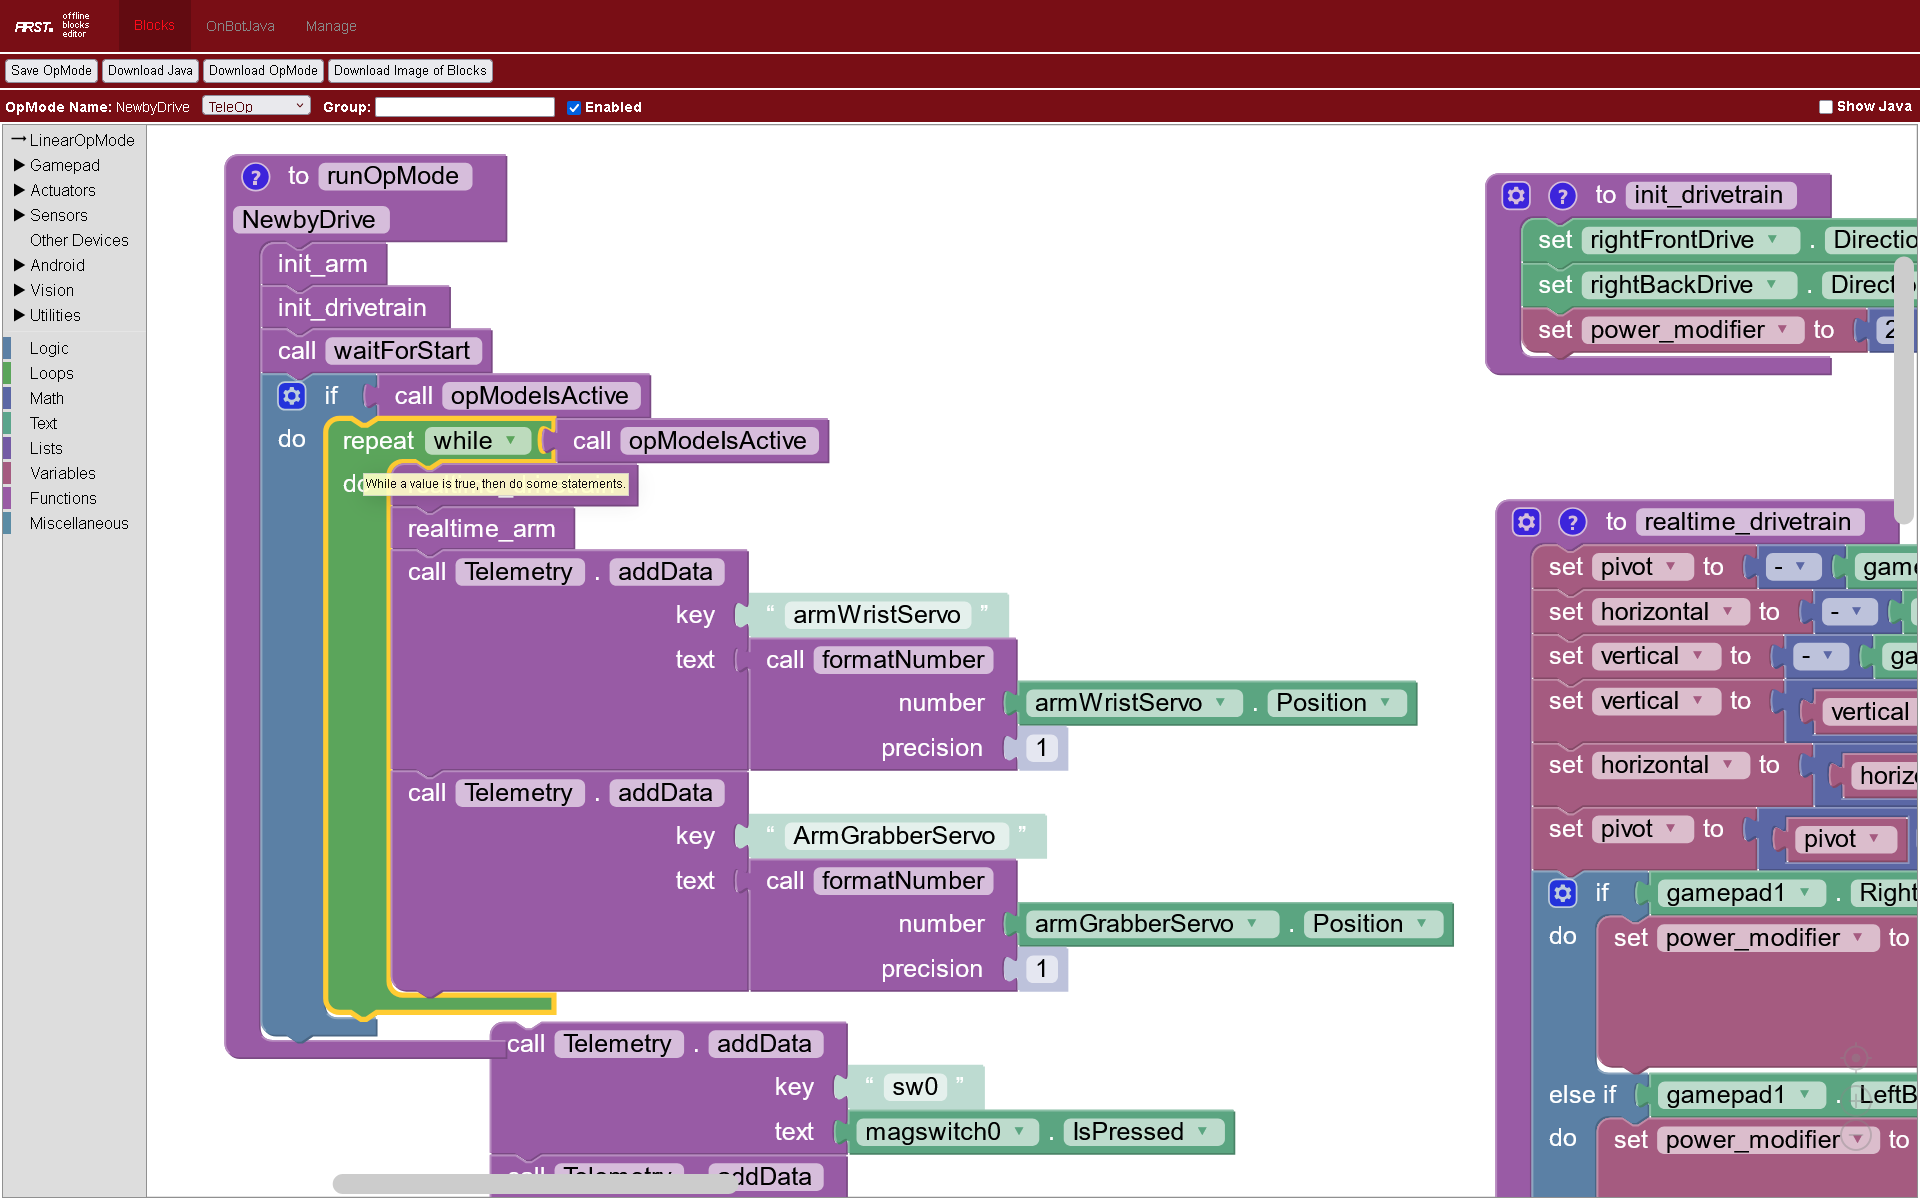 FIRST. offline blocks editor
Blocks OnBotJava Manage
Save OpMode Download Java Download OpMode Download Image of Blocks
OpMode Name: NewbyDrive TeleOp Group: Enabled Show Java
LinearOpMode
Gamepad
Actuators
Sensors
Other Devices
Android
Vision
Utilities
Logic
Loops
Math
Text
Lists
Variables
Functions
Miscellaneous
? to runOpMode
NewbyDrive
init_arm
init_drivetrain
call waitForStart
if call opModeIsActive
do repeat while call opModeIsActive
While a value is true, then do some statements.
realtime_arm
call Telemetry . addData
key “ armWristServo ”
text call formatNumber
number armWristServo . Position
precision 1
call Telemetry . addData
key “ ArmGrabberServo ”
text call formatNumber
number armGrabberServo . Position
precision 1
call Telemetry . addData
key “ sw0 ”
text magswitch0 . IsPressed
call Telemetry . addData
? to init_drivetrain
set rightFrontDrive . Directio
set rightBackDrive . Direct
set power_modifier to 2
? to realtime_drivetrain
set pivot to - game
set horizontal to -
set vertical to - ga
set vertical to vertical
set horizontal to horiz
set pivot to pivot
if gamepad1 . Right
do set power_modifier to
else if gamepad1 . LeftB
do set power_modifier to